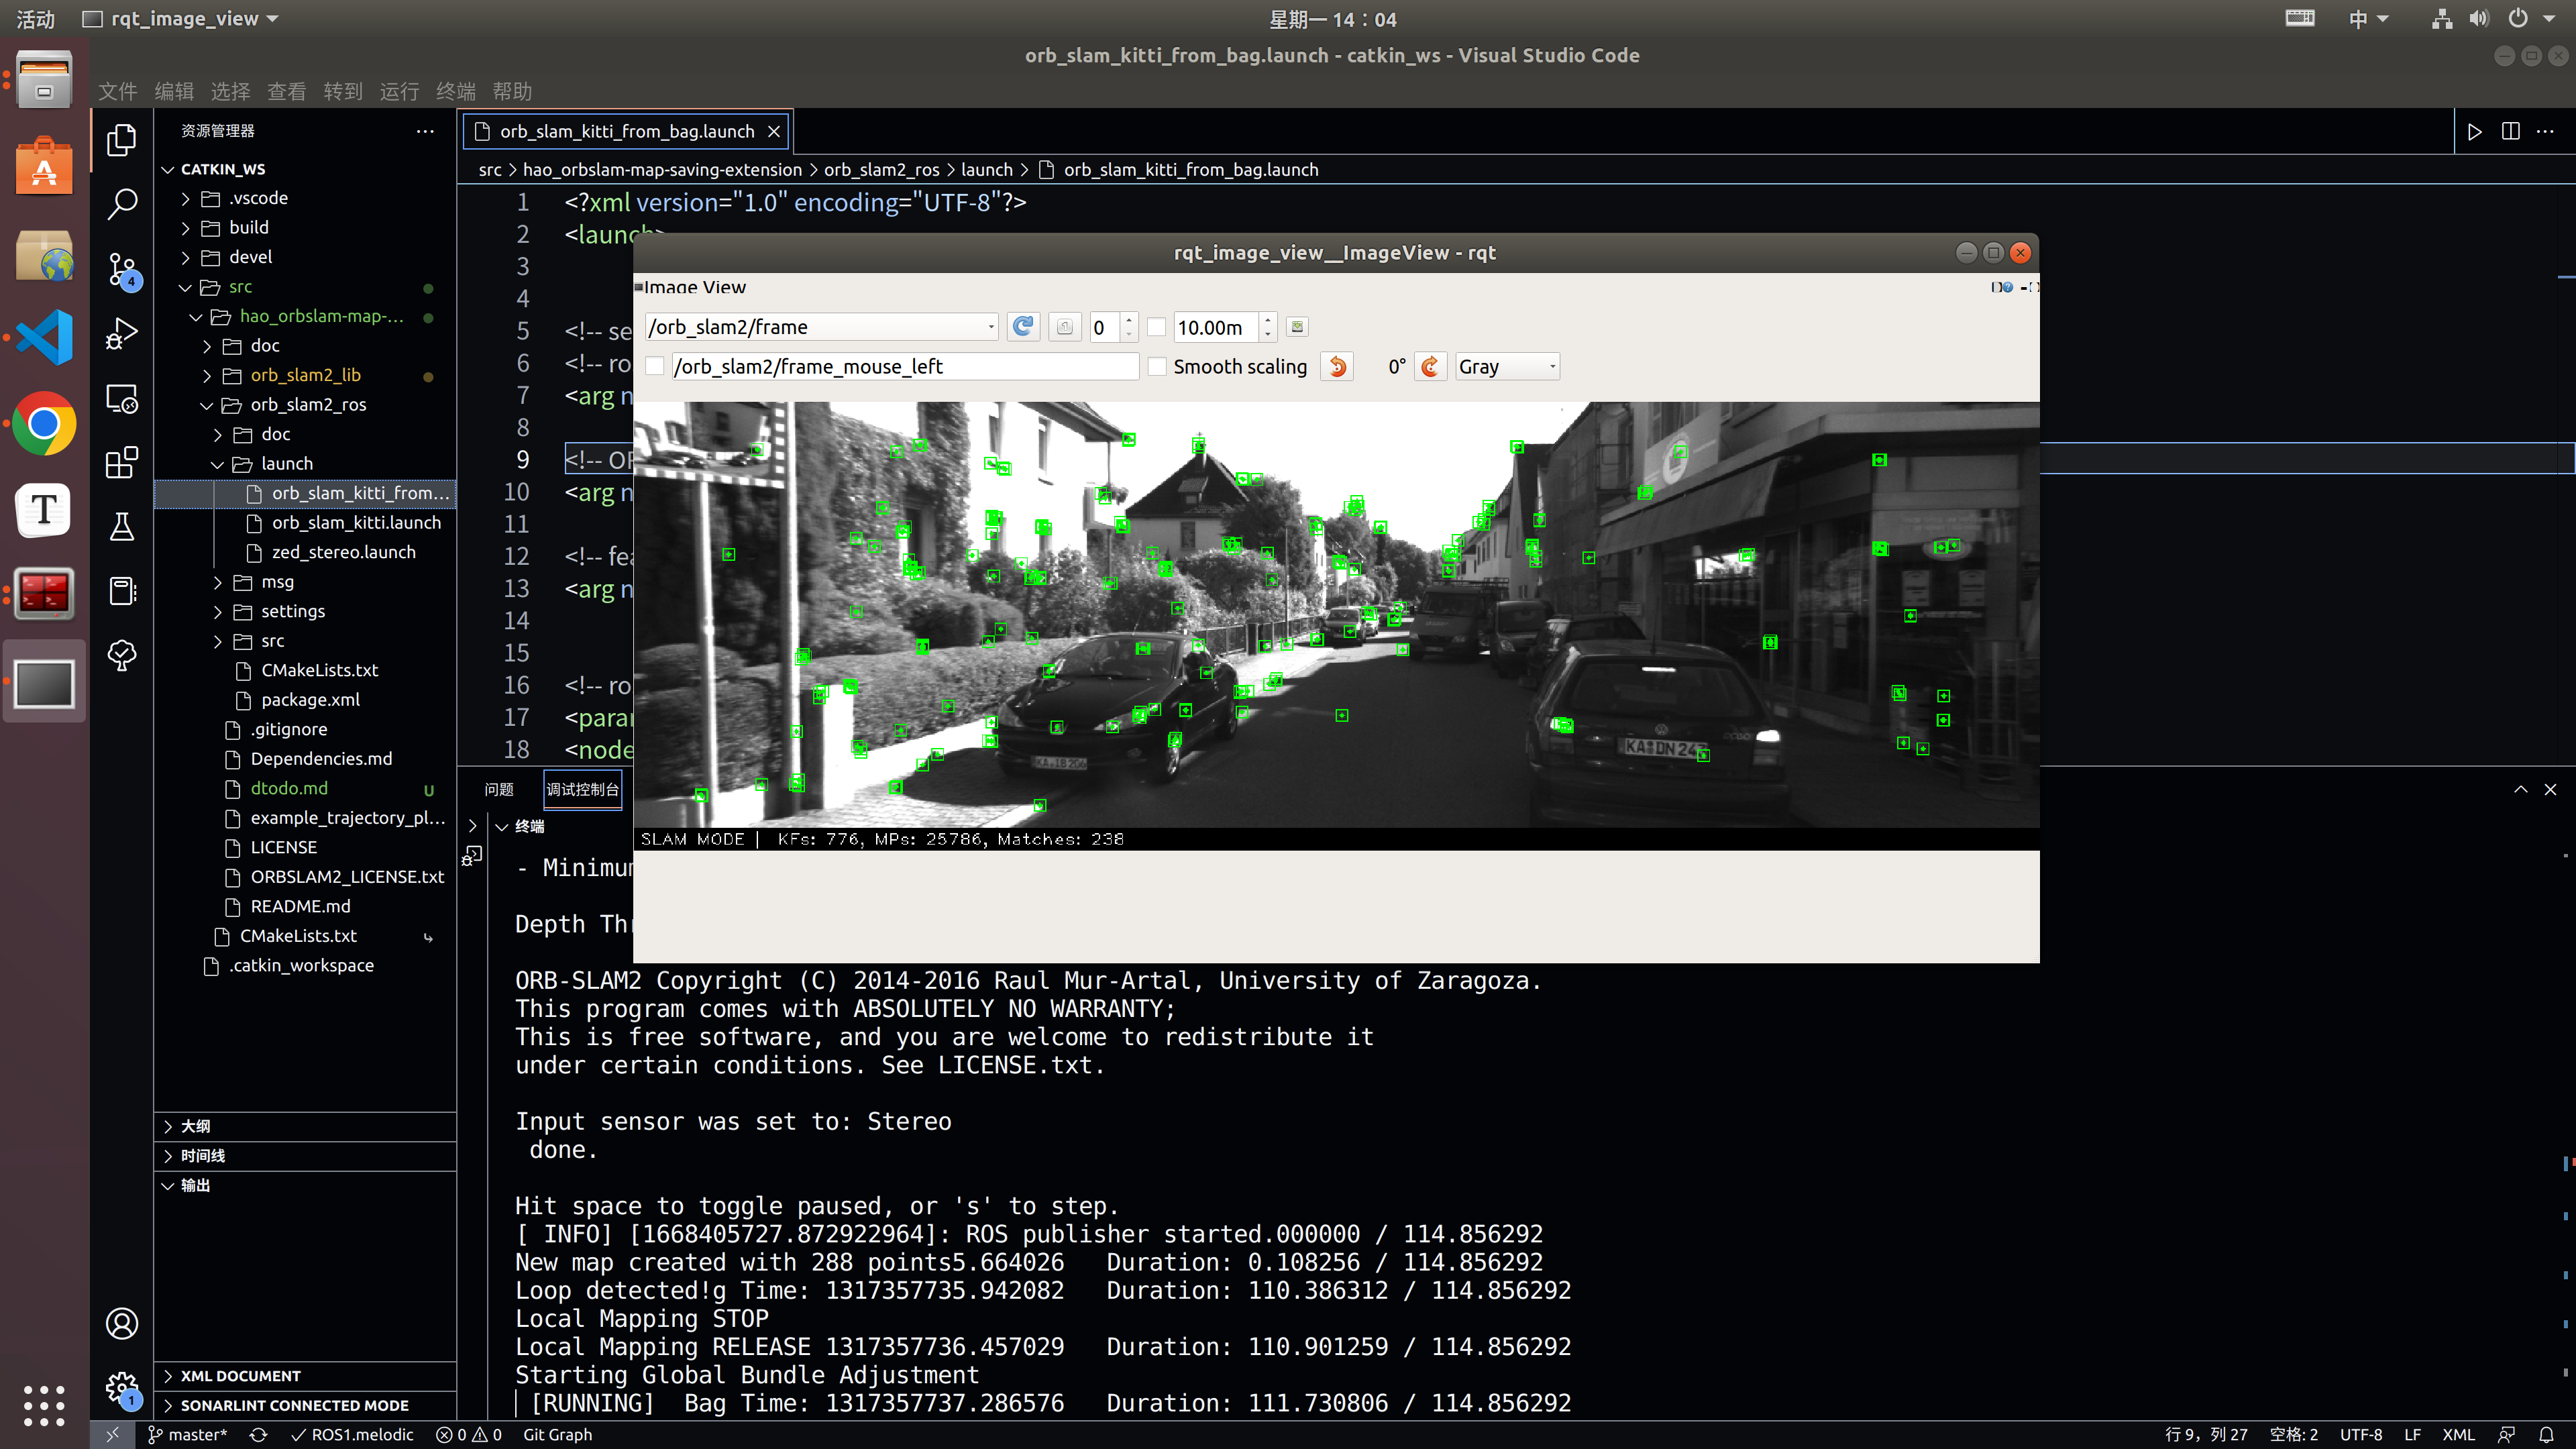 活动
rqt_image_view
星期一 14：04
中
orb_slam_kitti_from_bag.launch - catkin_ws - Visual Studio Code
文件 编辑 选择 查看 转到 运行 终端 帮助
资源管理器
orb_slam_kitti_from_bag.launch
CATKIN_WS
src > hao_orbslam-map-saving-extension > orb_slam2_ros > launch > orb_slam_kitti_from_bag.launch
.vscode
build
devel
src
hao_orbslam-map-...
doc
orb_slam2_lib
orb_slam2_ros
doc
launch
orb_slam_kitti_from...
orb_slam_kitti.launch
zed_stereo.launch
msg
settings
src
CMakeLists.txt
package.xml
.gitignore
Dependencies.md
dtodo.md U
example_trajectory_pl...
LICENSE
ORBSLAM2_LICENSE.txt
README.md
CMakeLists.txt
.catkin_workspace
大纲
时间线
输出
XML DOCUMENT
SONARLINT CONNECTED MODE
4
1
1 <?xml version="1.0" encoding="UTF-8"?>
2 <launch>
3
4
5 <!-- se
6 <!-- ro
7 <arg n
8
9 <!-- OR
10 <arg n
11
12 <!-- fea
13 <arg n
14
15
16 <!-- ro
17 <para
18 <node
rqt_image_view__ImageView - rqt
Image View
/orb_slam2/frame
0
10.00m
/orb_slam2/frame_mouse_left
Smooth scaling
0°
Gray
SLAM MODE | KFs: 776, MPs: 25786, Matches: 238
问题
调试控制台
终端
- Minimum
Depth Thr
ORB-SLAM2 Copyright (C) 2014-2016 Raul Mur-Artal, University of Zaragoza.
This program comes with ABSOLUTELY NO WARRANTY;
This is free software, and you are welcome to redistribute it
under certain conditions. See LICENSE.txt.
Input sensor was set to: Stereo
done.
Hit space to toggle paused, or 's' to step.
[ INFO] [1668405727.872922964]: ROS publisher started.000000 / 114.856292
New map created with 288 points5.664026 Duration: 0.108256 / 114.856292
Loop detected!g Time: 1317357735.942082 Duration: 110.386312 / 114.856292
Local Mapping STOP
Local Mapping RELEASE 1317357736.457029 Duration: 110.901259 / 114.856292
Starting Global Bundle Adjustment
[RUNNING] Bag Time: 1317357737.286576 Duration: 111.730806 / 114.856292
master* ROS1.melodic 0 0 Git Graph
行 9，列 27 空格: 2 UTF-8 LF XML